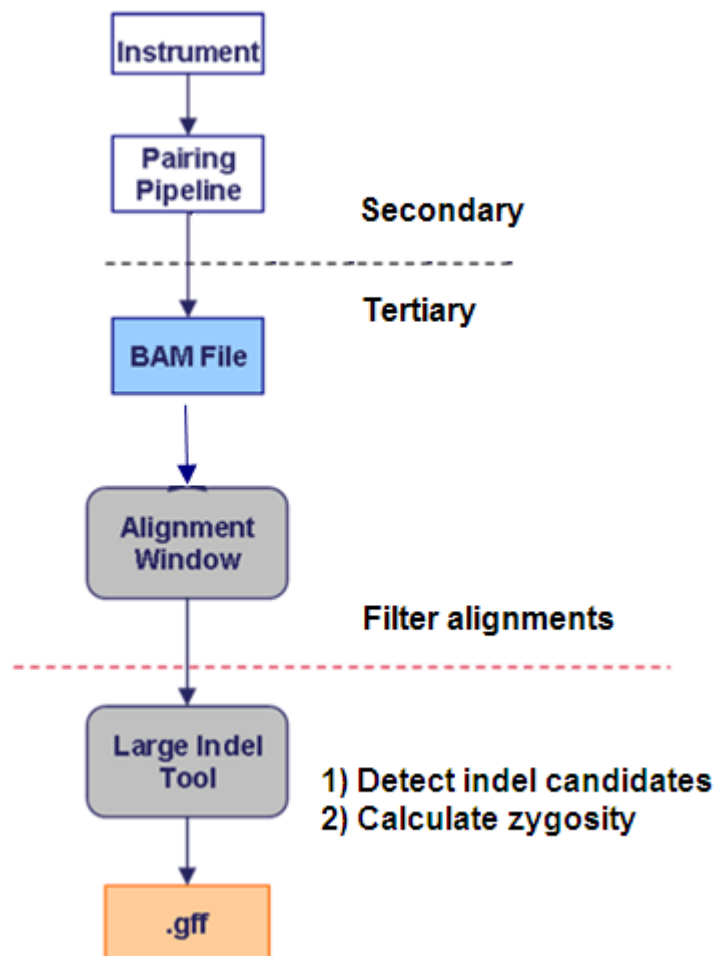 Instrument
Pairing
Pipeline
Secondary
Tertiary
BAM File
Alignment
Window
Filter alignments
Large Indel
Tool
1) Detect indel candidates
2) Calculate zygosity
.gff